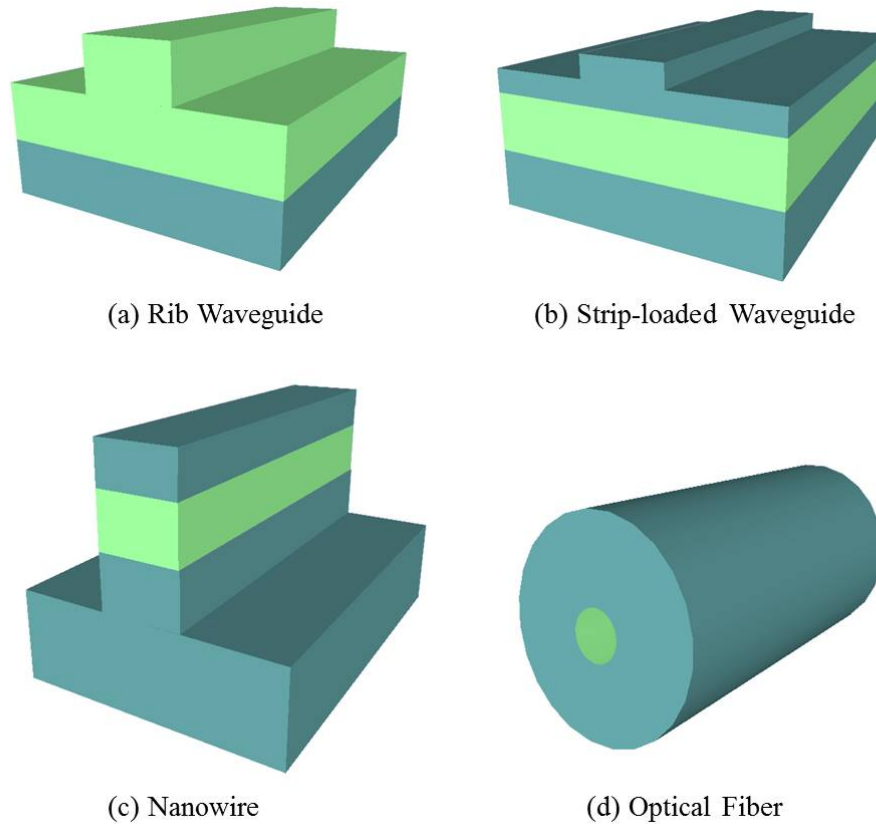 (a) Rib Waveguide
(b) Strip-loaded Waveguide
(c) Nanowire
(d) Optical Fiber